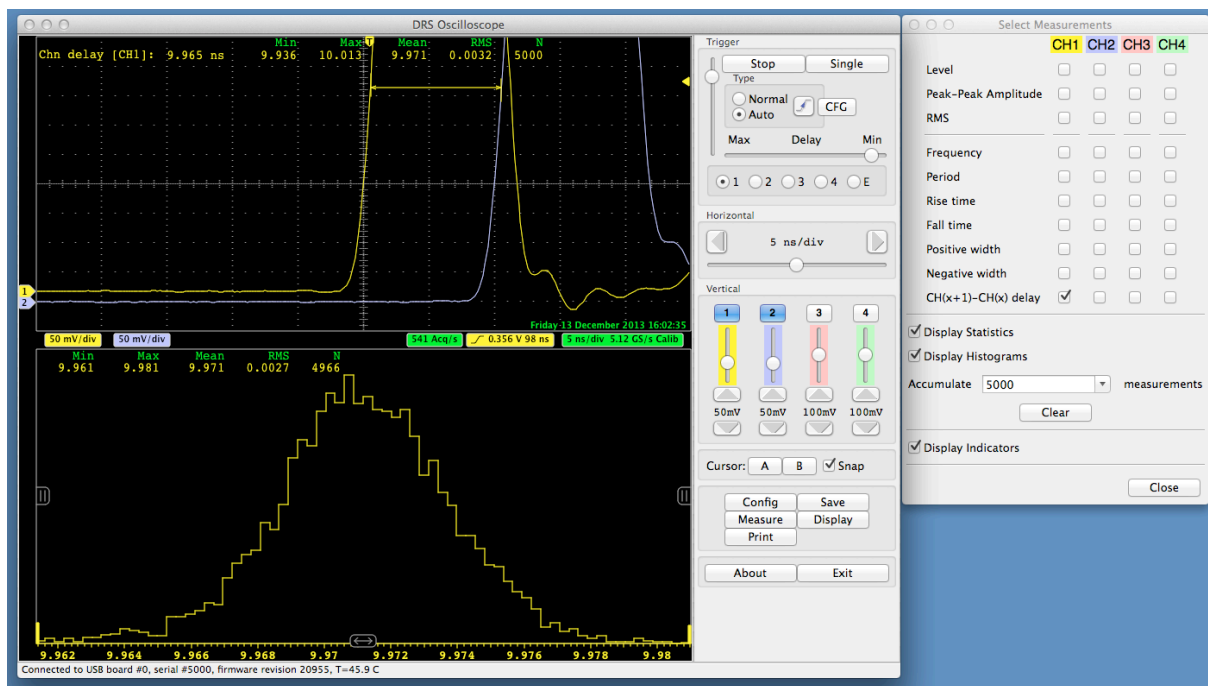 DRS Oscilloscope
Min Max Mean RMS N
Chn delay [CH1]: 9.965 ns 9.936 10.013 9.971 0.0032 5000
T
1
2
Friday 13 December 2013 16:02:35
50 mV/div 50 mV/div 541 Acq/s 0.356 V 98 ns 5 ns/div 5.12 GS/s Calib
Min Max Mean RMS N
9.961 9.981 9.971 0.0027 4966
9.962 9.964 9.966 9.968 9.97 9.972 9.974 9.976 9.978 9.98
Connected to USB board #0, serial #5000, firmware revision 20955, T=45.9 C
Trigger
Stop Single
Type
Normal
Auto
CFG
Max Delay Min
1 2 3 4 E
Horizontal
5 ns/div
Vertical
1 2 3 4
50mV 50mV 100mV 100mV
Cursor: A B Snap
Config Save
Measure Display
Print
About Exit
Select Measurements
CH1 CH2 CH3 CH4
Level
Peak-Peak Amplitude
RMS
Frequency
Period
Rise time
Fall time
Positive width
Negative width
CH(x+1)-CH(x) delay
Display Statistics
Display Histograms
Accumulate 5000 measurements
Clear
Display Indicators
Close